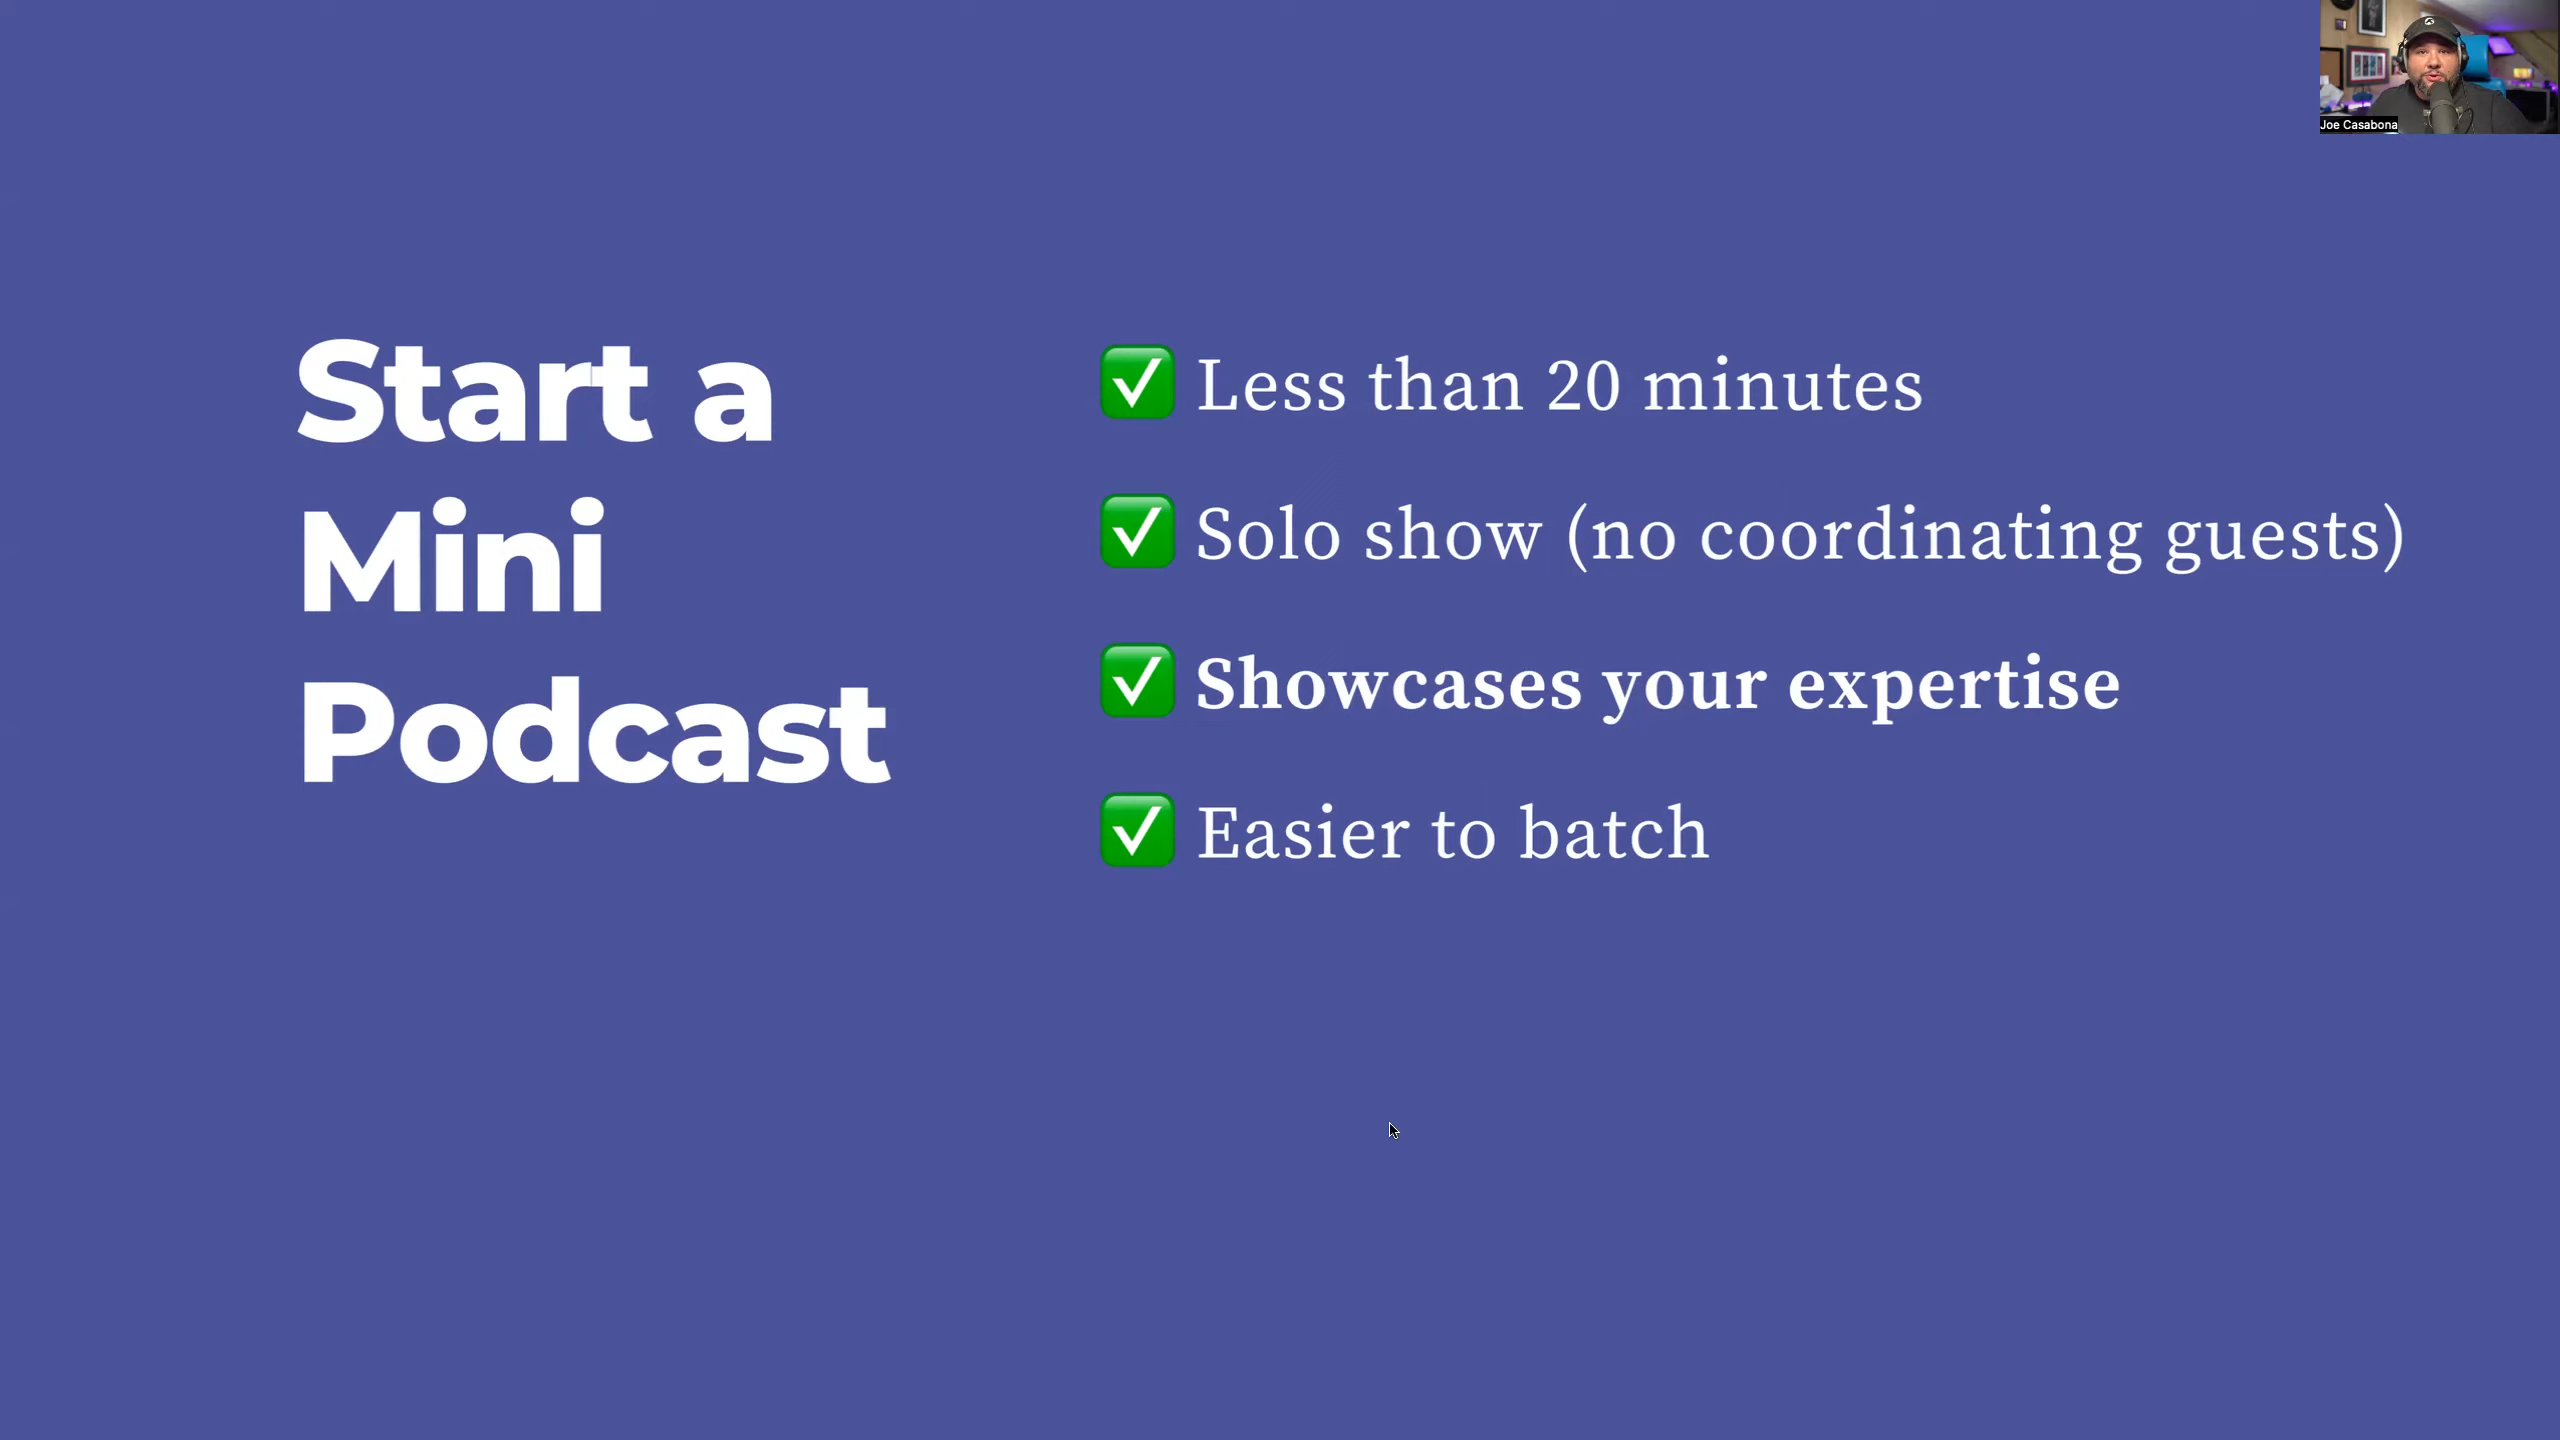 Start a
Mini
Podcast
✅ Less than 20 minutes
✅ Solo show (no coordinating guests)
✅ Showcases your expertise
✅ Easier to batch
Joe Casabona